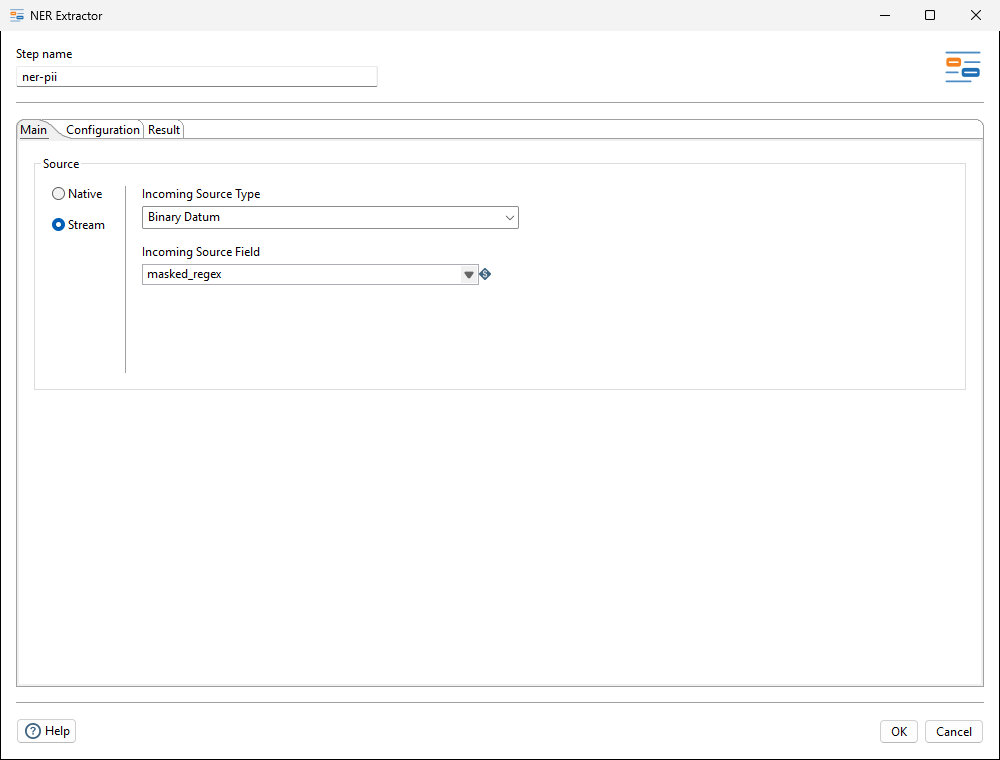 NER Extractor
Step name
ner-pii
Main Configuration Result
Source
Native
Stream
Incoming Source Type
Binary Datum
Incoming Source Field
masked_regex
Help
OK Cancel